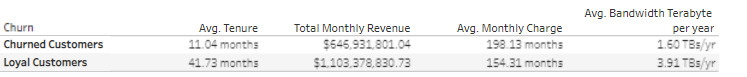 Avg. Bandwidth Terabyte
Churn Avg. Tenure Total Monthly Revenue Avg. Monthly Charge per year
Churned Customers 11.04 months $646,931,801.04 198.13 months 1.60 TBs/yr
Loyal Customers 41.73 months $1,103,378,830.73 154.31 months 3.91 TBs/yr